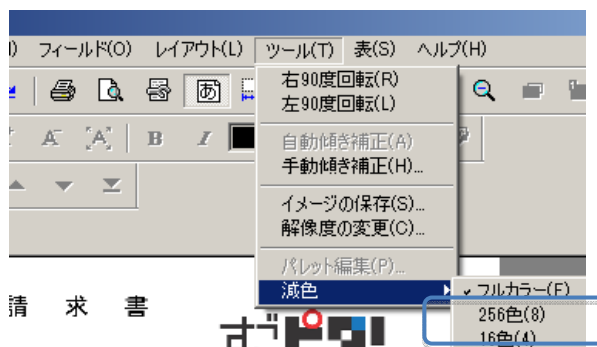 フィールド(O) レイアウト(L) ツール(T) 表(S) ヘルプ(H)
右90度回転(R)
左90度回転(L)
あ
A A B I
自動傾き補正(A)
手動傾き補正(H)...
イメージの保存(S)...
解像度の変更(C)...
パレット編集(P)...
減色
✓ フルカラー(F)
256色(8)
16色(4)
請 求 書